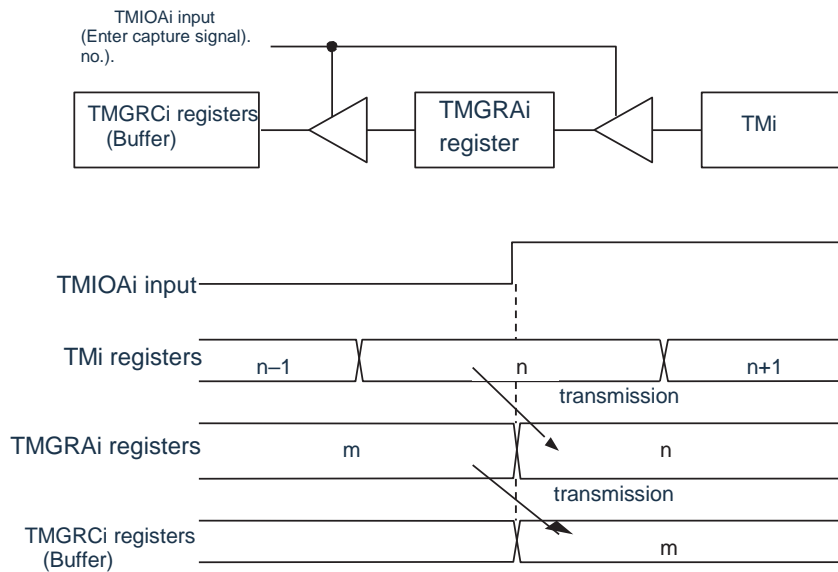 TMIOAi input
(Enter capture signal).
no.).
TMGRCi registers
(Buffer)
TMGRAi
register
TMi
TMIOAi input
TMi registers
n–1
n
n+1
transmission
TMGRAi registers
m
n
transmission
TMGRCi registers
(Buffer)
m